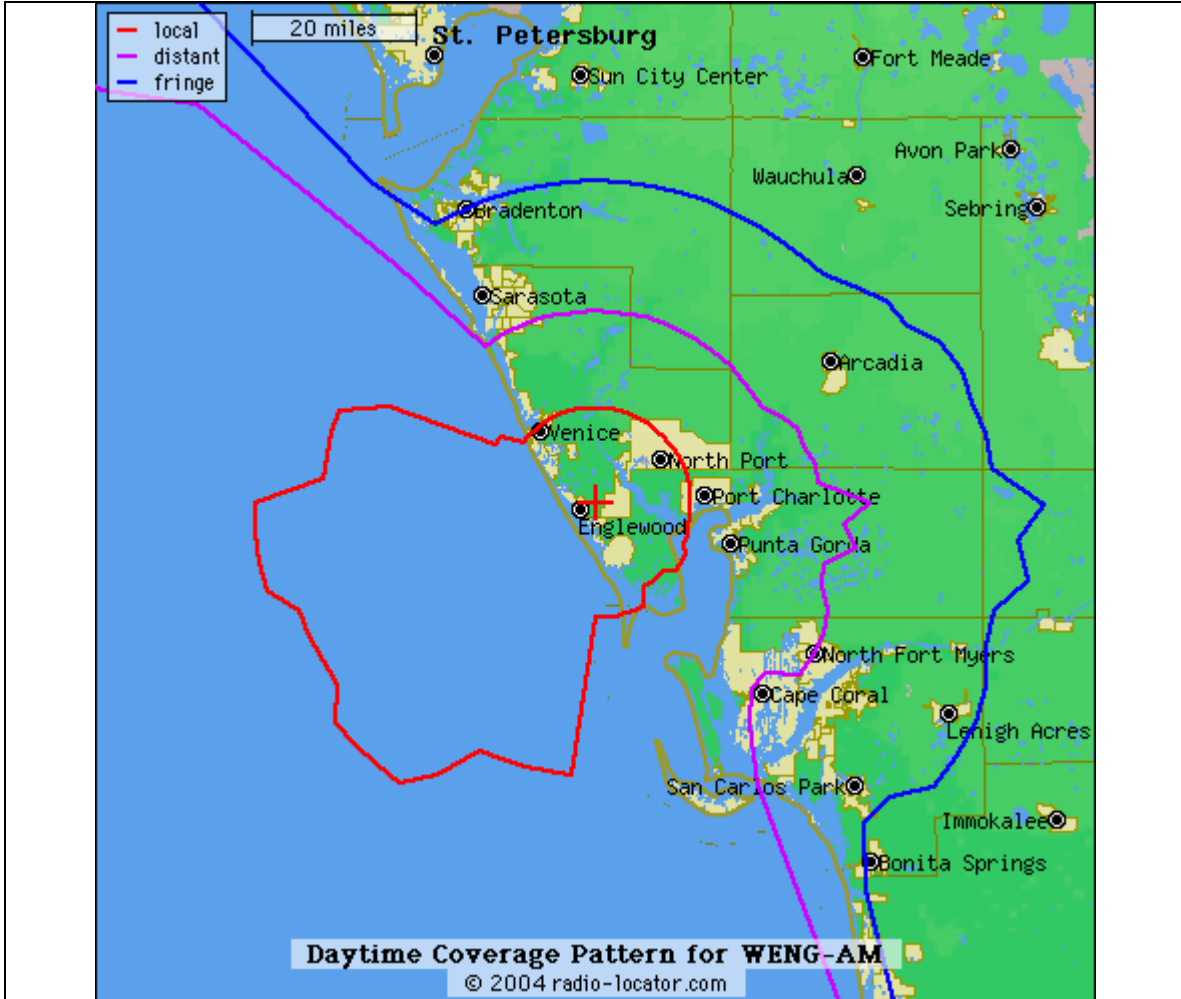 local
distant
fringe
20 miles
St. Petersburg
Sun City Center
Fort Meade
Avon Park
Wauchula
Sebring
Bradenton
Sarasota
Arcadia
Venice
North Port
Port Charlotte
Englewood
Punta Gorda
North Fort Myers
Cape Coral
Lehigh Acres
San Carlos Park
Immokalee
Bonita Springs
Daytime Coverage Pattern for WENG-AM
© 2004 radio-locator.com